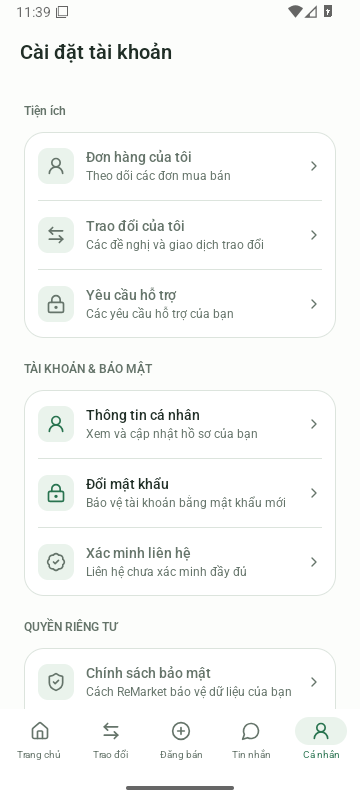 11:39
Cài đặt tài khoản
Tiện ích
Đơn hàng của tôi
Theo dõi các đơn mua bán
Trao đổi của tôi
Các đề nghị và giao dịch trao đổi
Yêu cầu hỗ trợ
Các yêu cầu hỗ trợ của bạn
TÀI KHOẢN & BẢO MẬT
Thông tin cá nhân
Xem và cập nhật hồ sơ của bạn
Đổi mật khẩu
Bảo vệ tài khoản bằng mật khẩu mới
Xác minh liên hệ
Liên hệ chưa xác minh đầy đủ
QUYỀN RIÊNG TƯ
Chính sách bảo mật
Cách ReMarket bảo vệ dữ liệu của bạn
Trang chủ
Trao đổi
Đăng bán
Tin nhắn
Cá nhân